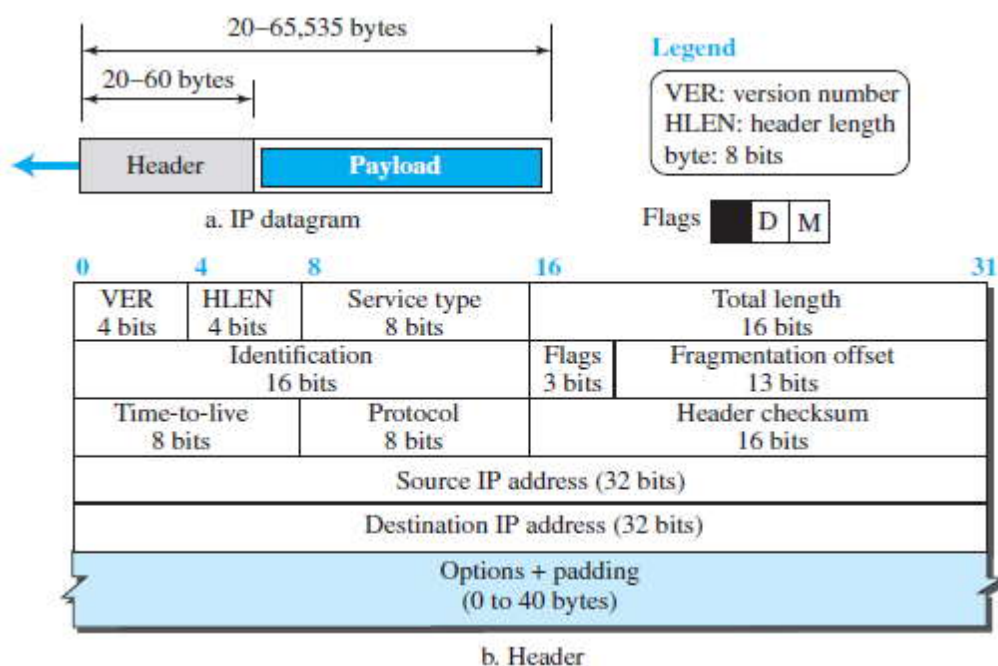 20–65,535 bytes
20–60 bytes
Header
Payload
a. IP datagram
Legend
VER: version number
HLEN: header length
byte: 8 bits
Flags D M
0 4 8 16 31
VER
4 bits
HLEN
4 bits
Service type
8 bits
Total length
16 bits
Identification
16 bits
Flags
3 bits
Fragmentation offset
13 bits
Time-to-live
8 bits
Protocol
8 bits
Header checksum
16 bits
Source IP address (32 bits)
Destination IP address (32 bits)
Options + padding
(0 to 40 bytes)
b. Header